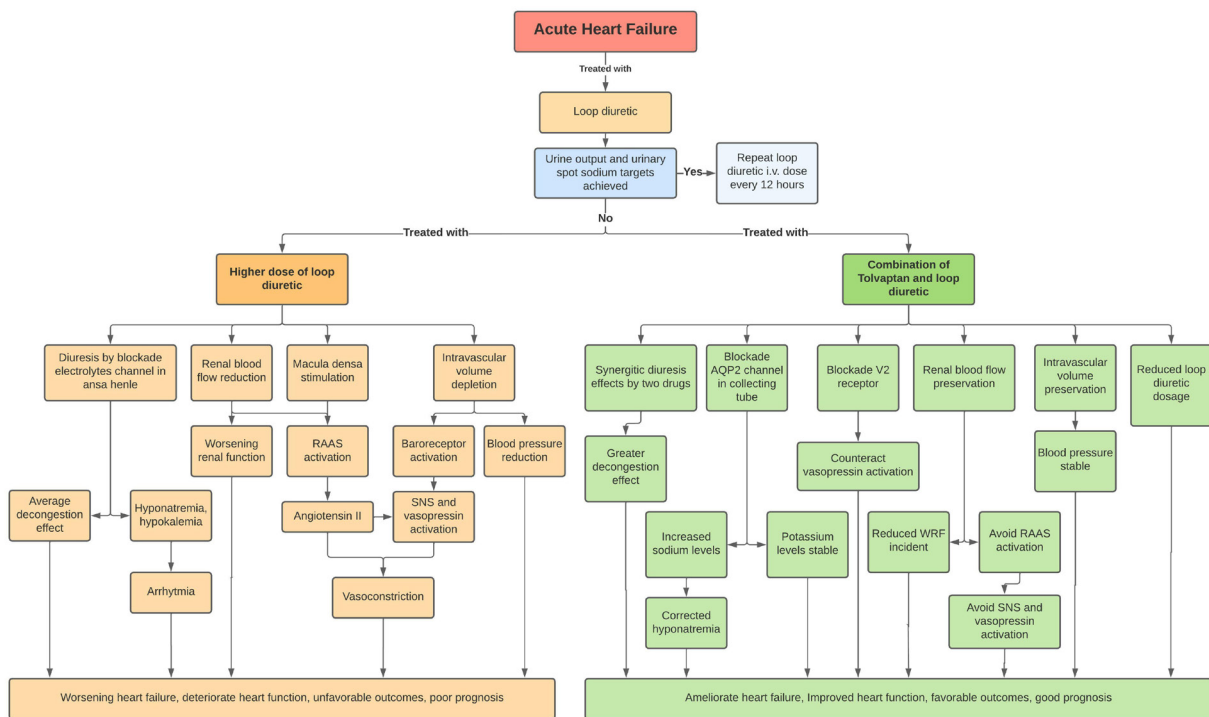 Acute Heart Failure
Treated with
Loop diuretic
Urine output and urinary
spot sodium targets
achieved
Yes
Repeat loop
diuretic i.v. dose
every 12 hours
No
Treated with
Treated with
Higher dose of loop
diuretic
Combination of
Tolvaptan and loop
diuretic
Diuresis by blockade
electrolytes channel in
ansa henle
Renal blood
flow reduction
Macula densa
stimulation
Intravascular
volume
depletion
Worsening
renal function
RAAS
activation
Baroreceptor
activation
Blood pressure
reduction
Average
decongestion
effect
Hyponatremia,
hypokalemia
Angiotensin II
SNS and
vasopressin
activation
Arrhytmia
Vasoconstriction
Worsening heart failure, deteriorate heart function, unfavorable outcomes, poor prognosis
Synergitic diuresis
effects by two drugs
Blockade
AQP2 channel
in collecting
tube
Blockade V2
receptor
Renal blood flow
preservation
Intravascular
volume
preservation
Reduced loop
diuretic
dosage
Greater
decongestion
effect
Counteract
vasopressin activation
Blood pressure
stable
Increased
sodium levels
Potassium
levels stable
Reduced WRF
incident
Avoid RAAS
activation
Corrected
hyponatremia
Avoid SNS and
vasopressin
activation
Ameliorate heart failure, Improved heart function, favorable outcomes, good prognosis